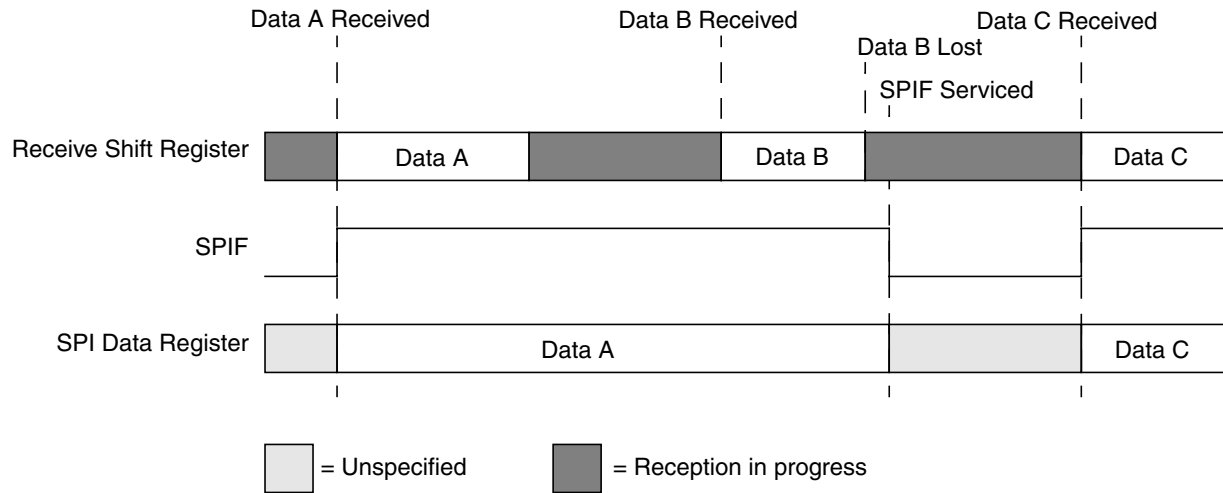 Data A Received
Data B Received
Data C Received
Data B Lost
SPIF Serviced
Receive Shift Register
Data A
Data B
Data C
SPIF
SPI Data Register
Data A
Data C
= Unspecified
= Reception in progress